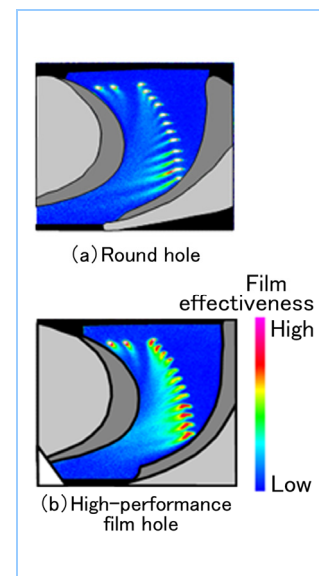 (a) Round hole
Film
effectiveness
High
Low
(b) High-performance
film hole